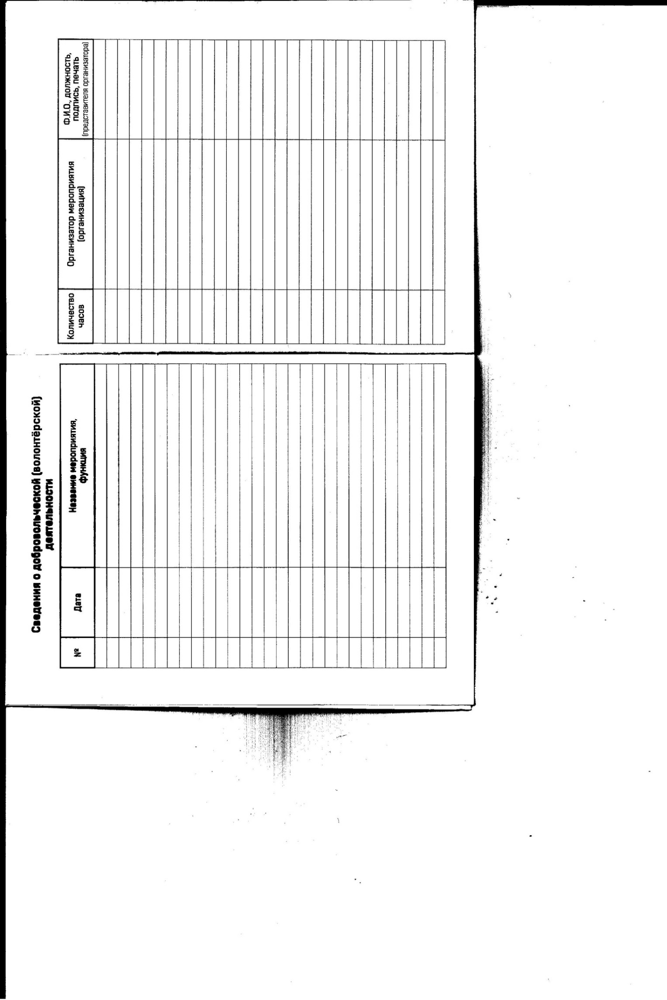 Сведения о добровольческой (волонтёрской)
деятельности
№
Дата
Название мероприятия,
функция
Количество
часов
Организатор мероприятия
(организация)
Ф.И.О., должность,
подпись, печать
(представителя организатора)